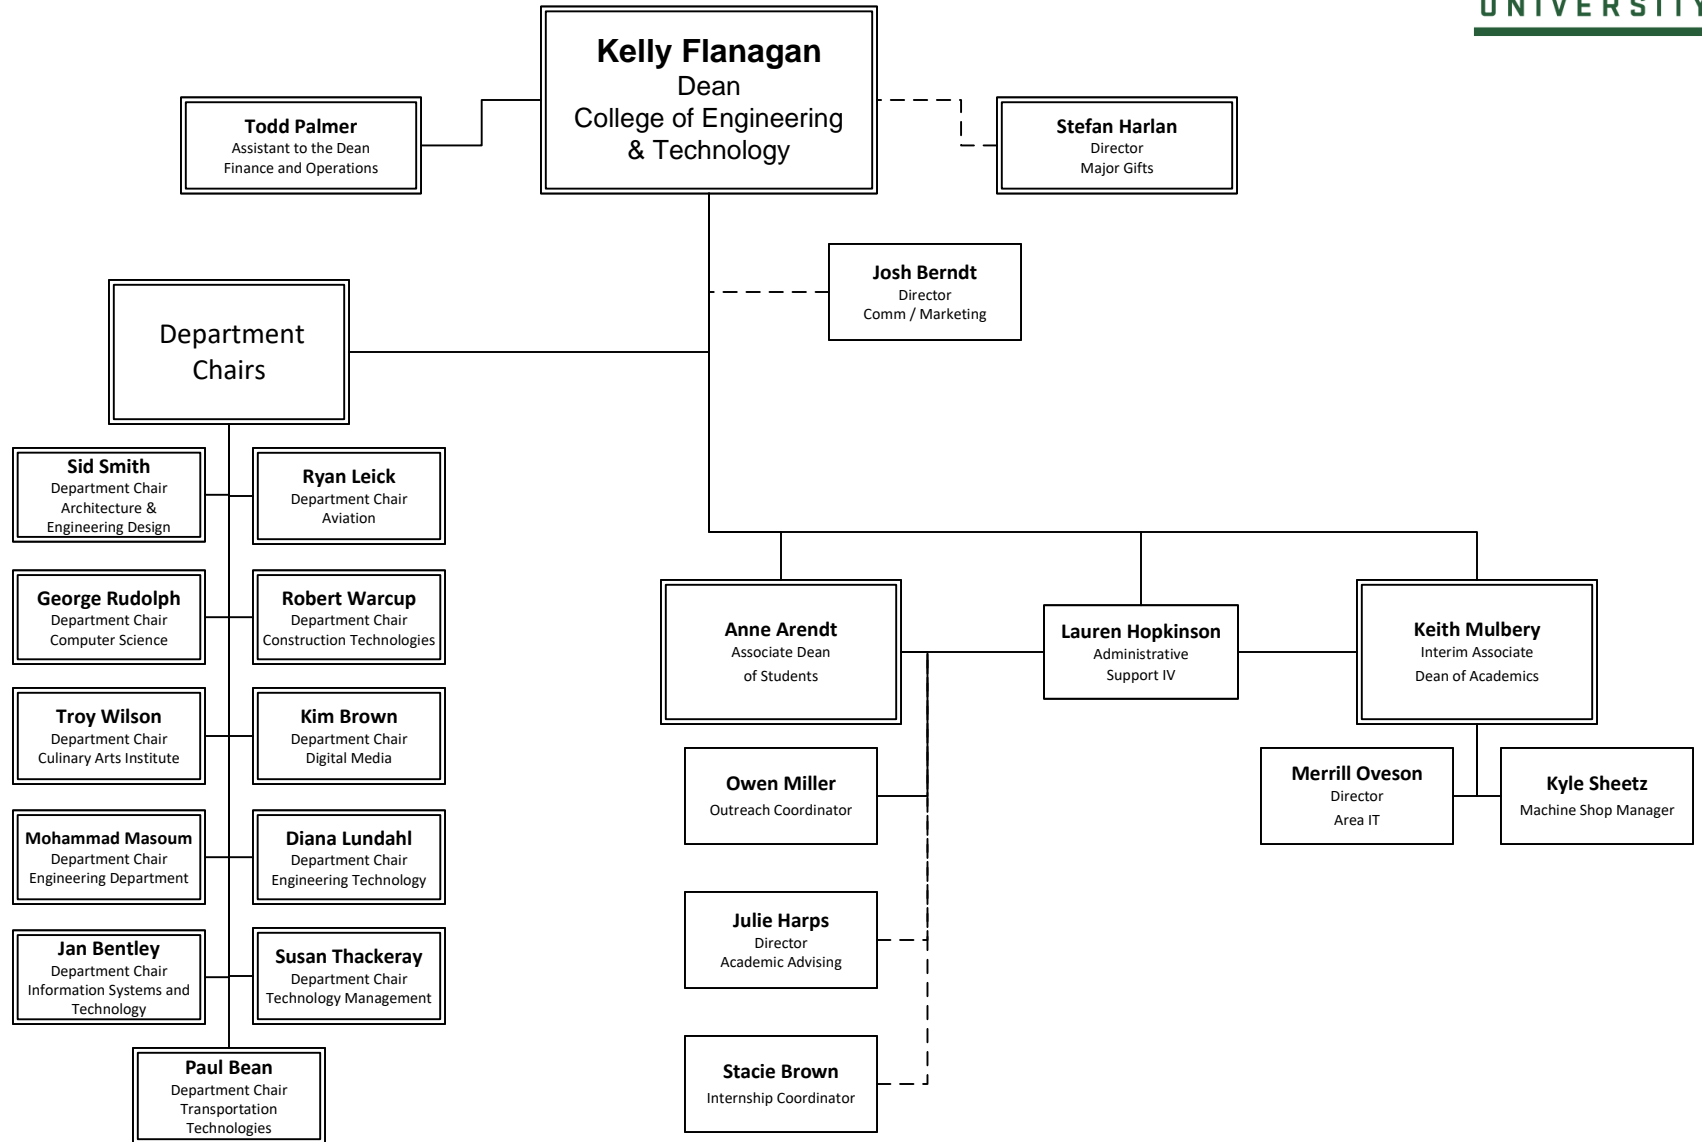 UNIVERSITY
Kelly Flanagan
Dean
College of Engineering
& Technology
Todd Palmer
Assistant to the Dean
Finance and Operations
Stefan Harlan
Director
Major Gifts
Josh Berndt
Director
Comm / Marketing
Department
Chairs
Sid Smith
Department Chair
Architecture &
Engineering Design
Ryan Leick
Department Chair
Aviation
George Rudolph
Department Chair
Computer Science
Robert Warcup
Department Chair
Construction Technologies
Troy Wilson
Department Chair
Culinary Arts Institute
Kim Brown
Department Chair
Digital Media
Mohammad Masoum
Department Chair
Engineering Department
Diana Lundahl
Department Chair
Engineering Technology
Jan Bentley
Department Chair
Information Systems and
Technology
Susan Thackeray
Department Chair
Technology Management
Paul Bean
Department Chair
Transportation
Technologies
Anne Arendt
Associate Dean
of Students
Lauren Hopkinson
Administrative
Support IV
Keith Mulbery
Interim Associate
Dean of Academics
Owen Miller
Outreach Coordinator
Julie Harps
Director
Academic Advising
Stacie Brown
Internship Coordinator
Merrill Oveson
Director
Area IT
Kyle Sheetz
Machine Shop Manager